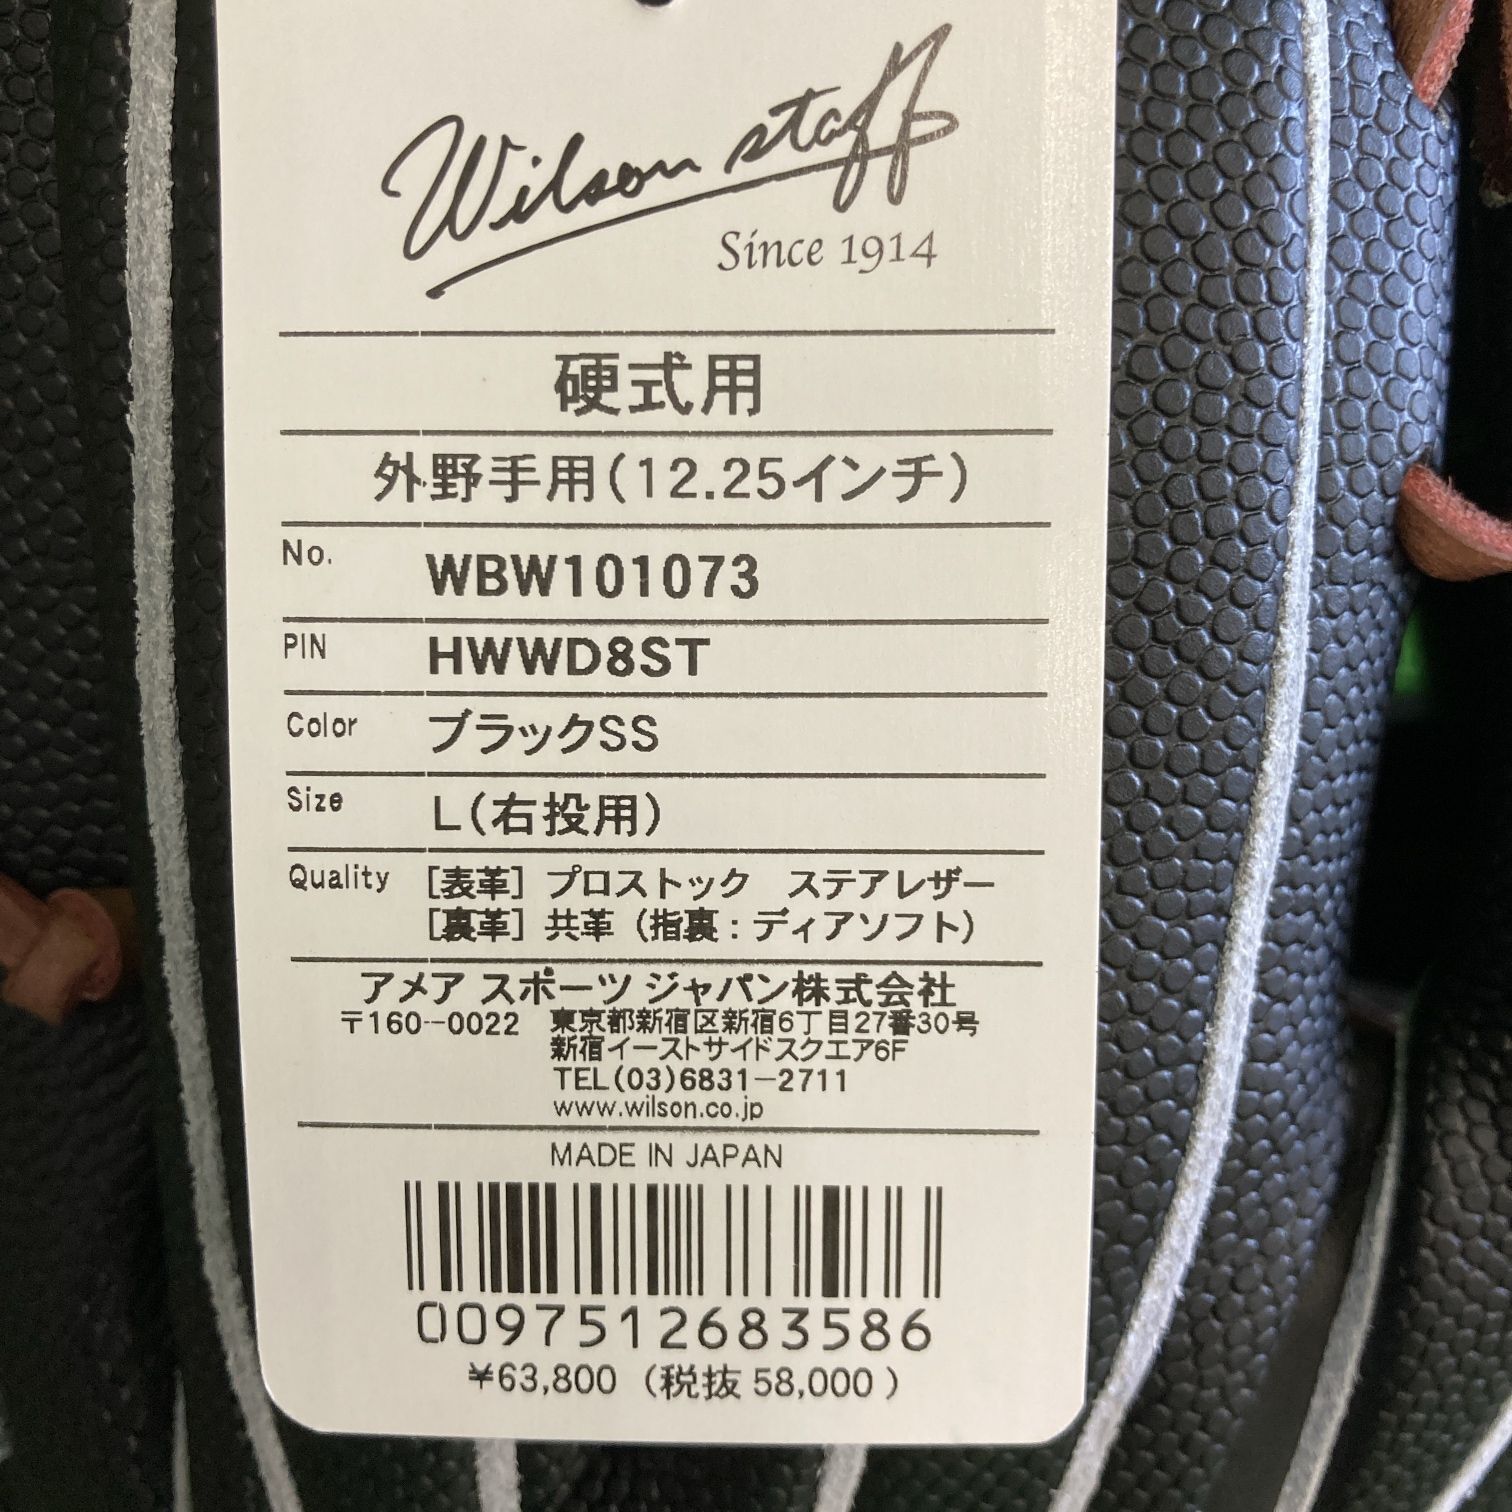 Wilson staff
Since 1914
硬式用
外野手用(12.25インチ)
No. WBW101073
PIN HWWD8ST
Color ブラックSS
Size L(右投用)
Quality [表革] プロストック ステアレザー
[裏革] 共革 (指裏:ディアソフト)
アメア スポーツ ジャパン株式会社
〒160-0022 東京都新宿区新宿6丁目27番30号
新宿イーストサイドスクエア6F
TEL(03)6831-2711
www.wilson.co.jp
MADE IN JAPAN
0097512683586
¥63,800 (税抜 58,000 )